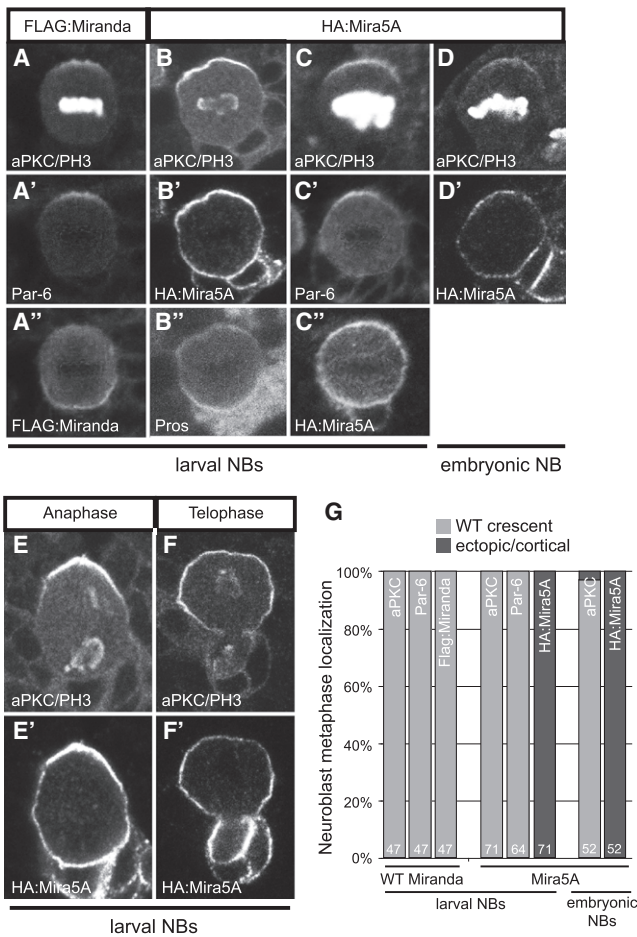 FLAG:Miranda
HA:Mira5A
A
aPKC/PH3
B
aPKC/PH3
C
aPKC/PH3
D
aPKC/PH3
A'
Par-6
B'
HA:Mira5A
C'
Par-6
D'
HA:Mira5A
A''
FLAG:Miranda
B''
Pros
C''
HA:Mira5A
larval NBs
embryonic NB
Anaphase
Telophase
E
aPKC/PH3
F
aPKC/PH3
E'
HA:Mira5A
F'
HA:Mira5A
larval NBs
G
WT crescent
ectopic/cortical
Neuroblast metaphase localization
100%
80%
60%
40%
20%
0%
aPKC
Par-6
Flag:Miranda
aPKC
Par-6
HA:Mira5A
aPKC
HA:Mira5A
47
47
47
71
64
71
52
52
WT Miranda
Mira5A
larval NBs
embryonic
NBs